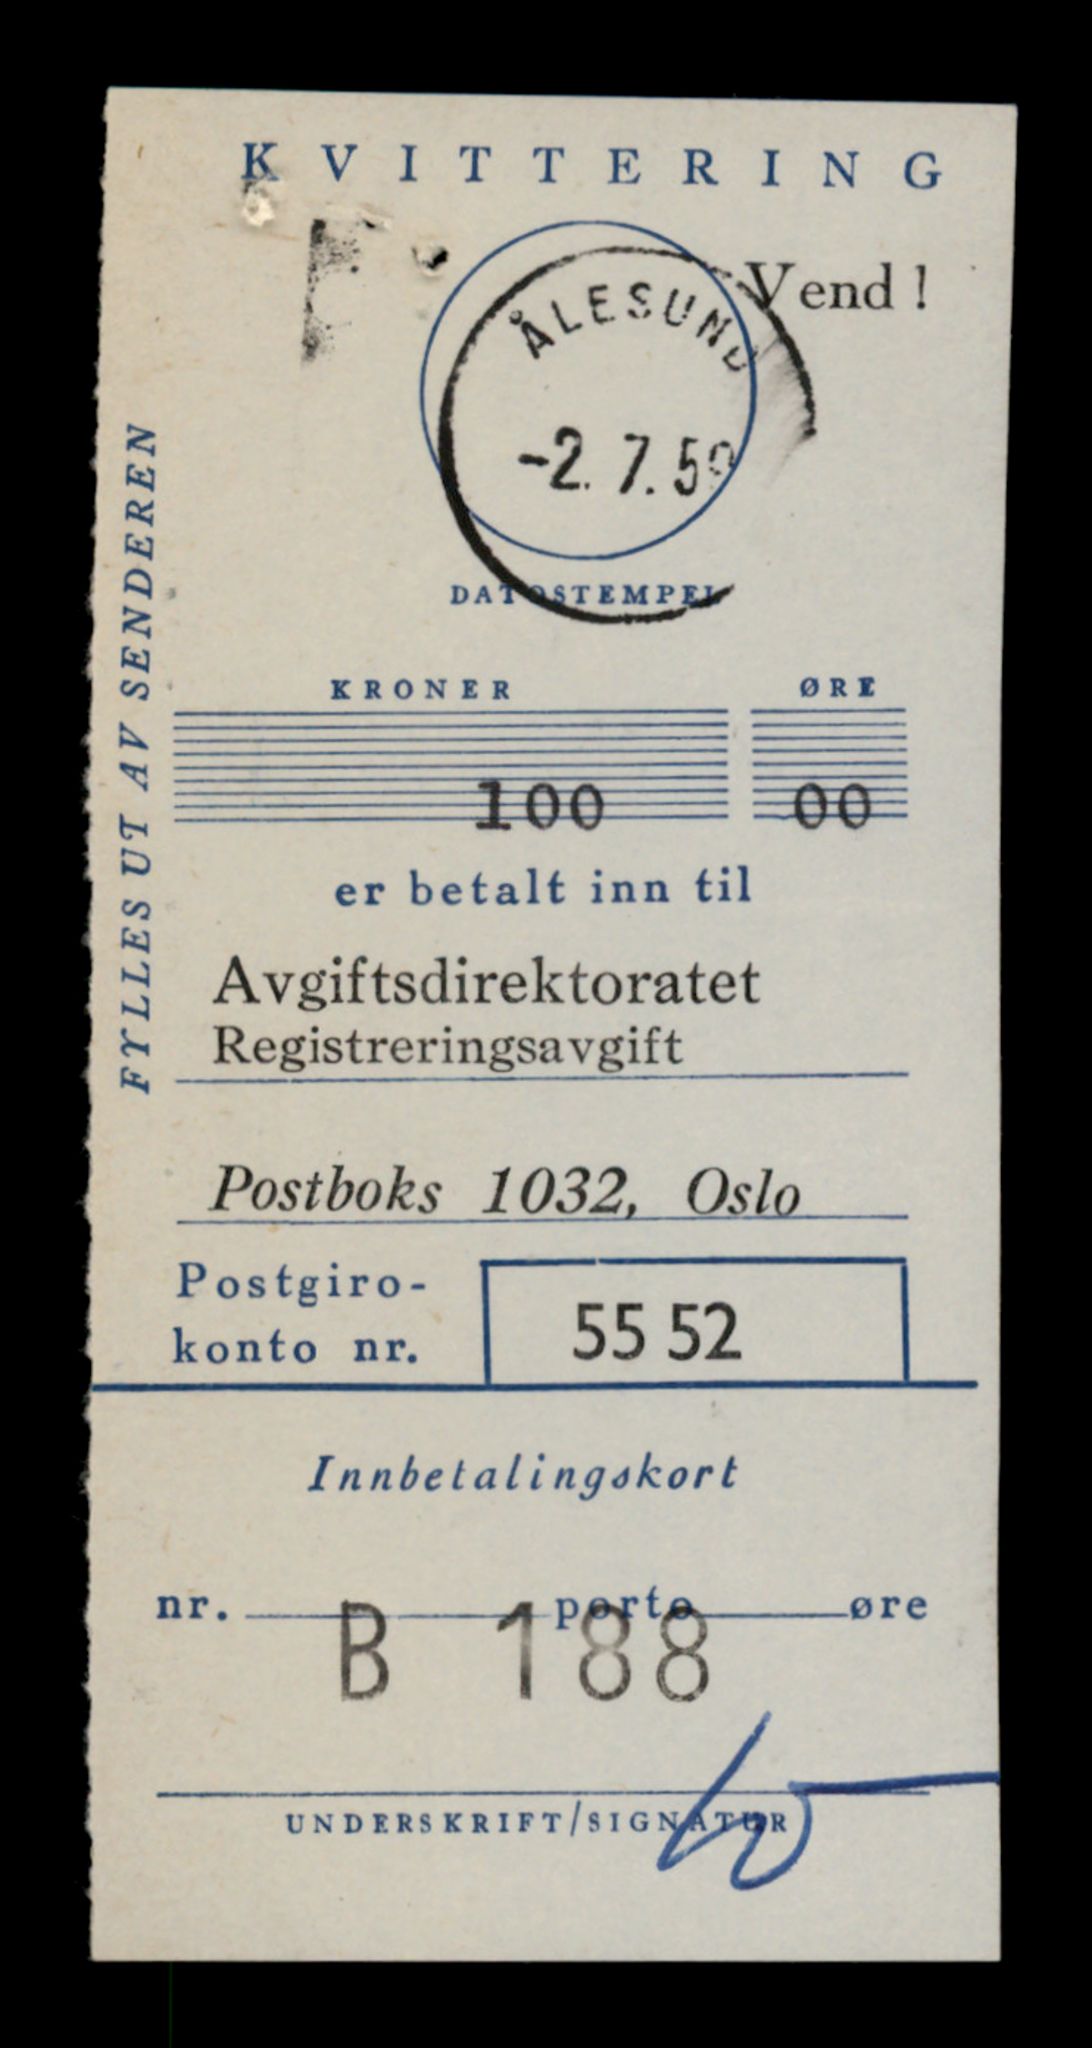 KVITTERING
Vend !
ÅLESUND
-2. 7. 59
DATOSTEMPEL
FYLLES UT AV SENDEREN
KRONER ØRE
100 00
er betalt inn til
Avgiftsdirektoratet
Registreringsavgift
Postboks 1032, Oslo
Postgiro-
konto nr. 55 52
Innbetalingskort
nr. porto øre
B 188
UNDERSKRIFT/SIGNATUR